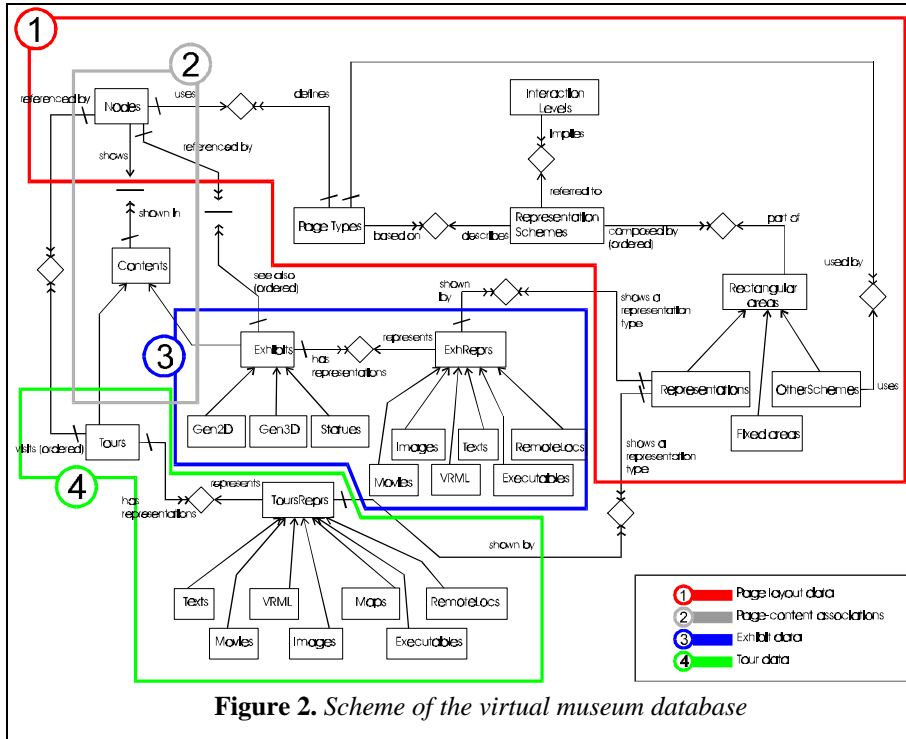 1
2
referenced by
Nodes
uses
defines
Interaction
Levels
implies
shows
referenced by
referred to
shown in
Page Types
based on
describes
Representation
Schemes
composed by
(ordered)
part of
Contents
see also
(ordered)
shown
by
shows a
representation
type
Rectangular
areas
used by
3
Exhibits
has
representations
represents
ExhReprs
Representations
OtherSchemes
uses
Gen2D
Gen3D
Statues
Images
Texts
RemoteLocs
Fixed areas
Movies
VRML
Executables
visits (ordered)
Tours
shows a
representation
type
4
has
representations
represents
ToursReprs
shown by
Texts
VRML
Maps
RemoteLocs
Movies
Images
Executables
1 Page layout data
2 Page-content associations
3 Exhibit data
4 Tour data
Figure 2. Scheme of the virtual museum database